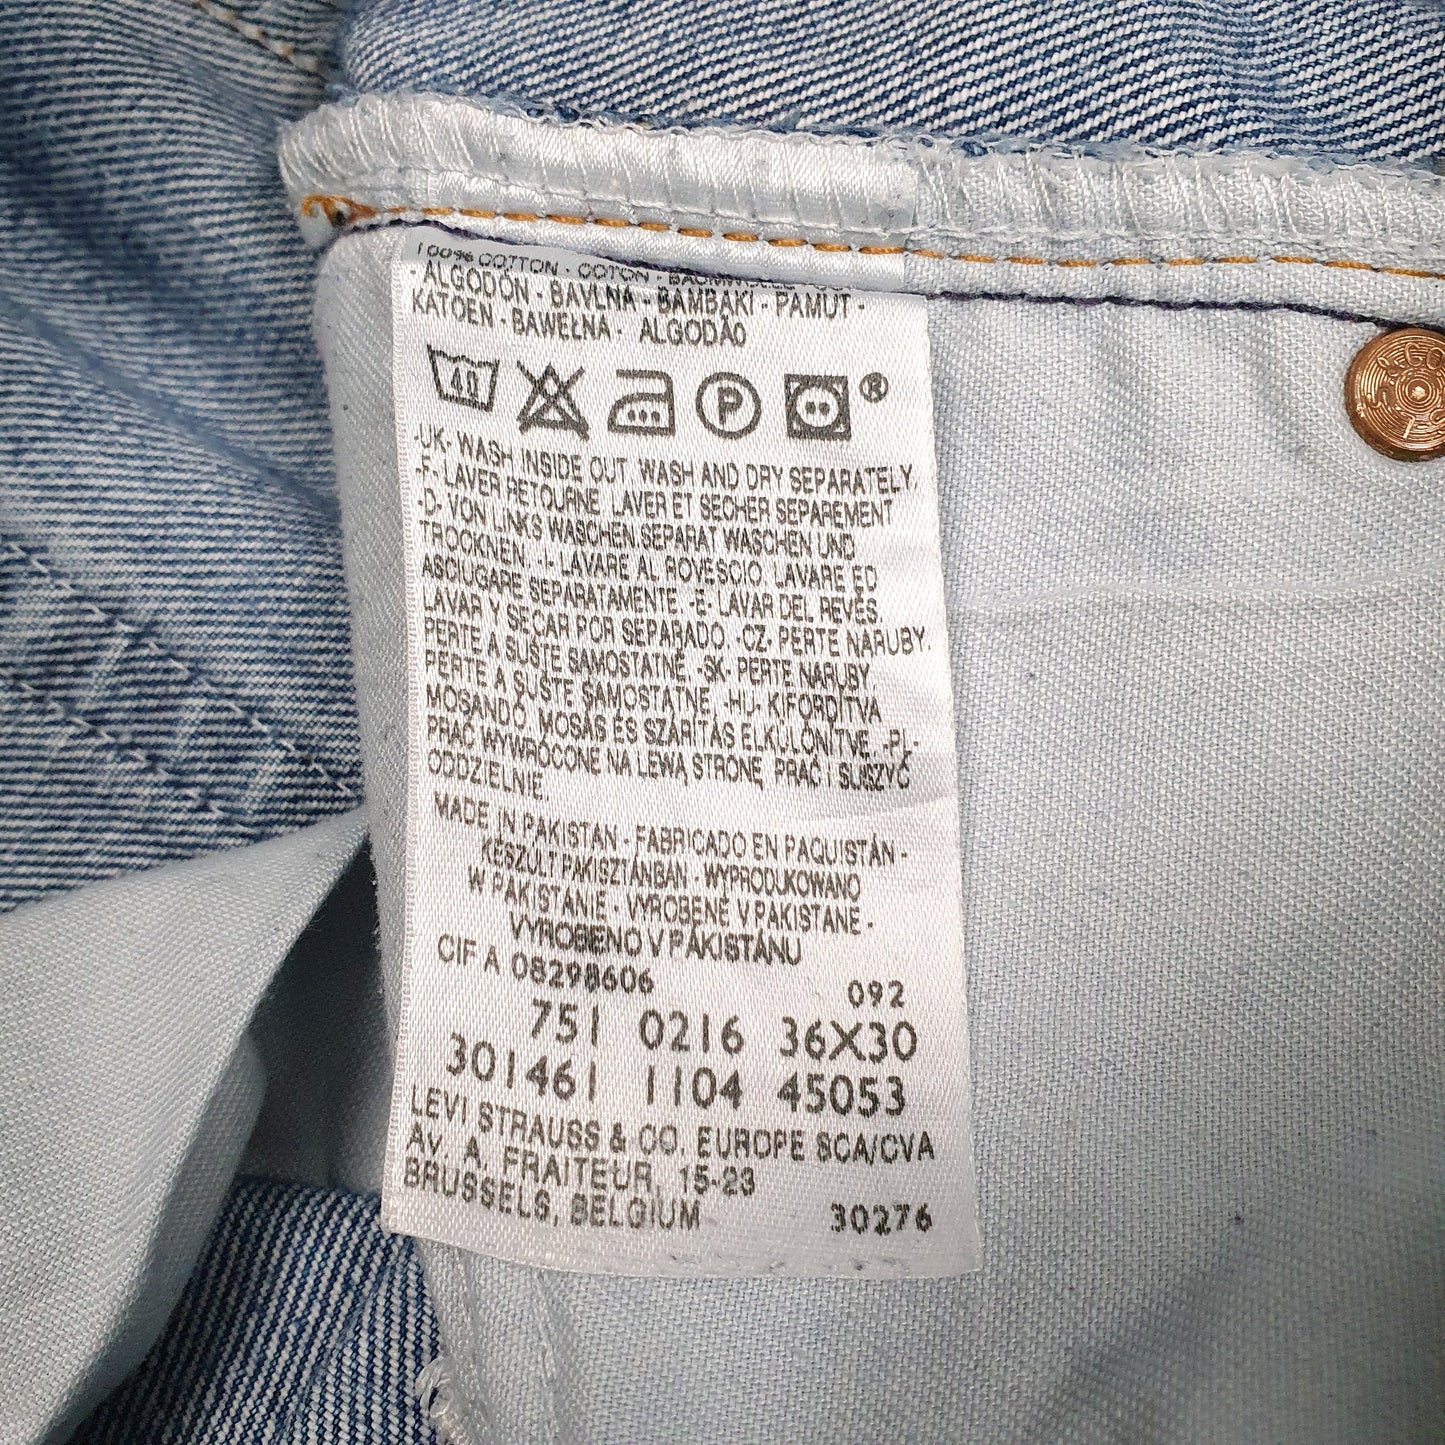 100% COTTON - COTON - BAUMWOLLE
- ALGODÓN - BAVLNA - BAMBAKI - PAMUT -
KATOEN - BAWEŁNA - ALGODÃO
40 P ®
-UK- WASH INSIDE OUT. WASH AND DRY SEPARATELY.
-F- LAVER RETOURNE. LAVER ET SECHER SEPAREMENT
-D- VON LINKS WASCHEN.SEPARAT WASCHEN UND
TROCKNEN. -I- LAVARE AL ROVESCIO. LAVARE ED
ASCIUGARE SEPARATAMENTE -E- LAVAR DEL REVÉS.
LAVAR Y SECAR POR SEPARADO. -CZ- PERTE NARUBY.
PERTE A SUŠTE SAMOSTATNĚ. -SK- PERTE NARUBY
PERTE A SUŠTE SAMOSTATNE. -HU- KIFORDÍTVA
MOSANDÓ. MOSÁS ÉS SZÁRÍTÁS ELKÜLÖNÍTVE. -PL-
PRAĆ WYWRÓCONE NA LEWĄ STRONĘ. PRAĆ I SUSZYĆ
ODDZIELNIE.
MADE IN PAKISTAN - FABRICADO EN PAQUISTÁN -
KÉSZÜLT PAKISZTÁNBAN - WYPRODUKOWANO
W PAKISTANIE - VYROBENÉ V PAKISTANE -
VYROBENO V PÁKISTÁNU
CIF A 08298606 092
751 0216 36X30
301461 1104 45053
LEVI STRAUSS & CO. EUROPE SCA/CVA
AV. A. FRAITEUR, 15-23
BRUSSELS, BELGIUM 30276